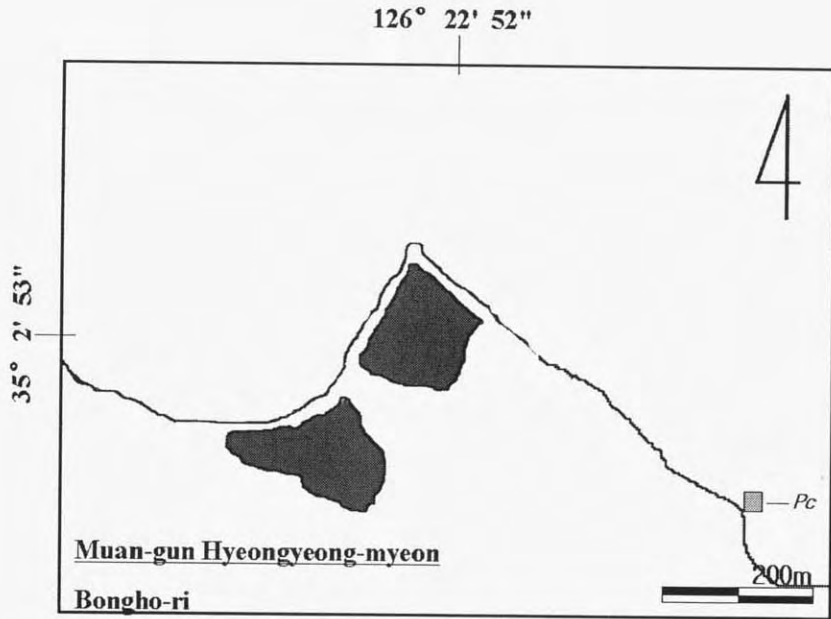 126° 22' 52"
35° 2' 53"
Pc
Muan-gun Hyeongyeong-myeon
200m
Bongho-ri